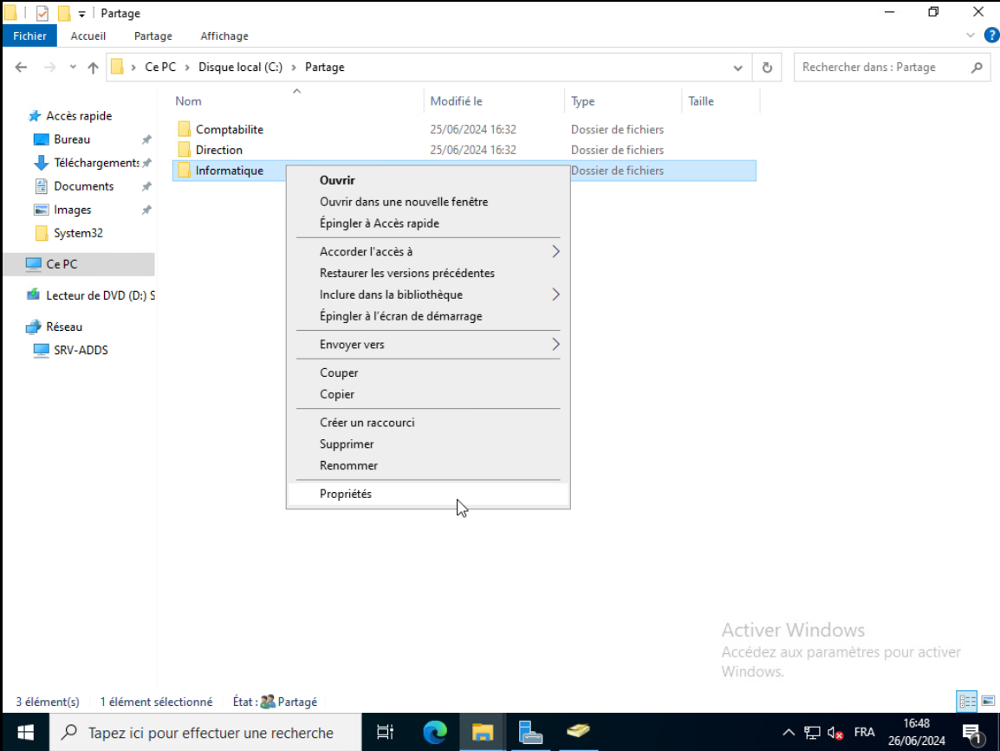 Partage
Fichier Accueil Partage Affichage
Ce PC Disque local (C:) Partage Rechercher dans : Partage
Nom Modifié le Type Taille
Accès rapide
Bureau
Téléchargements
Documents
Images
System32
Ce PC
Lecteur de DVD (D:) S
Réseau
SRV-ADDS
Comptabilite 25/06/2024 16:32 Dossier de fichiers
Direction 25/06/2024 16:32 Dossier de fichiers
Informatique Dossier de fichiers
Ouvrir
Ouvrir dans une nouvelle fenêtre
Épingler à Accès rapide
Accorder l'accès à
Restaurer les versions précédentes
Inclure dans la bibliothèque
Épingler à l'écran de démarrage
Envoyer vers
Couper
Copier
Créer un raccourci
Supprimer
Renommer
Propriétés
Activer Windows
Accédez aux paramètres pour activer
Windows.
3 élément(s) 1 élément sélectionné État : Partagé
Tapez ici pour effectuer une recherche
FRA
16:48
26/06/2024
1